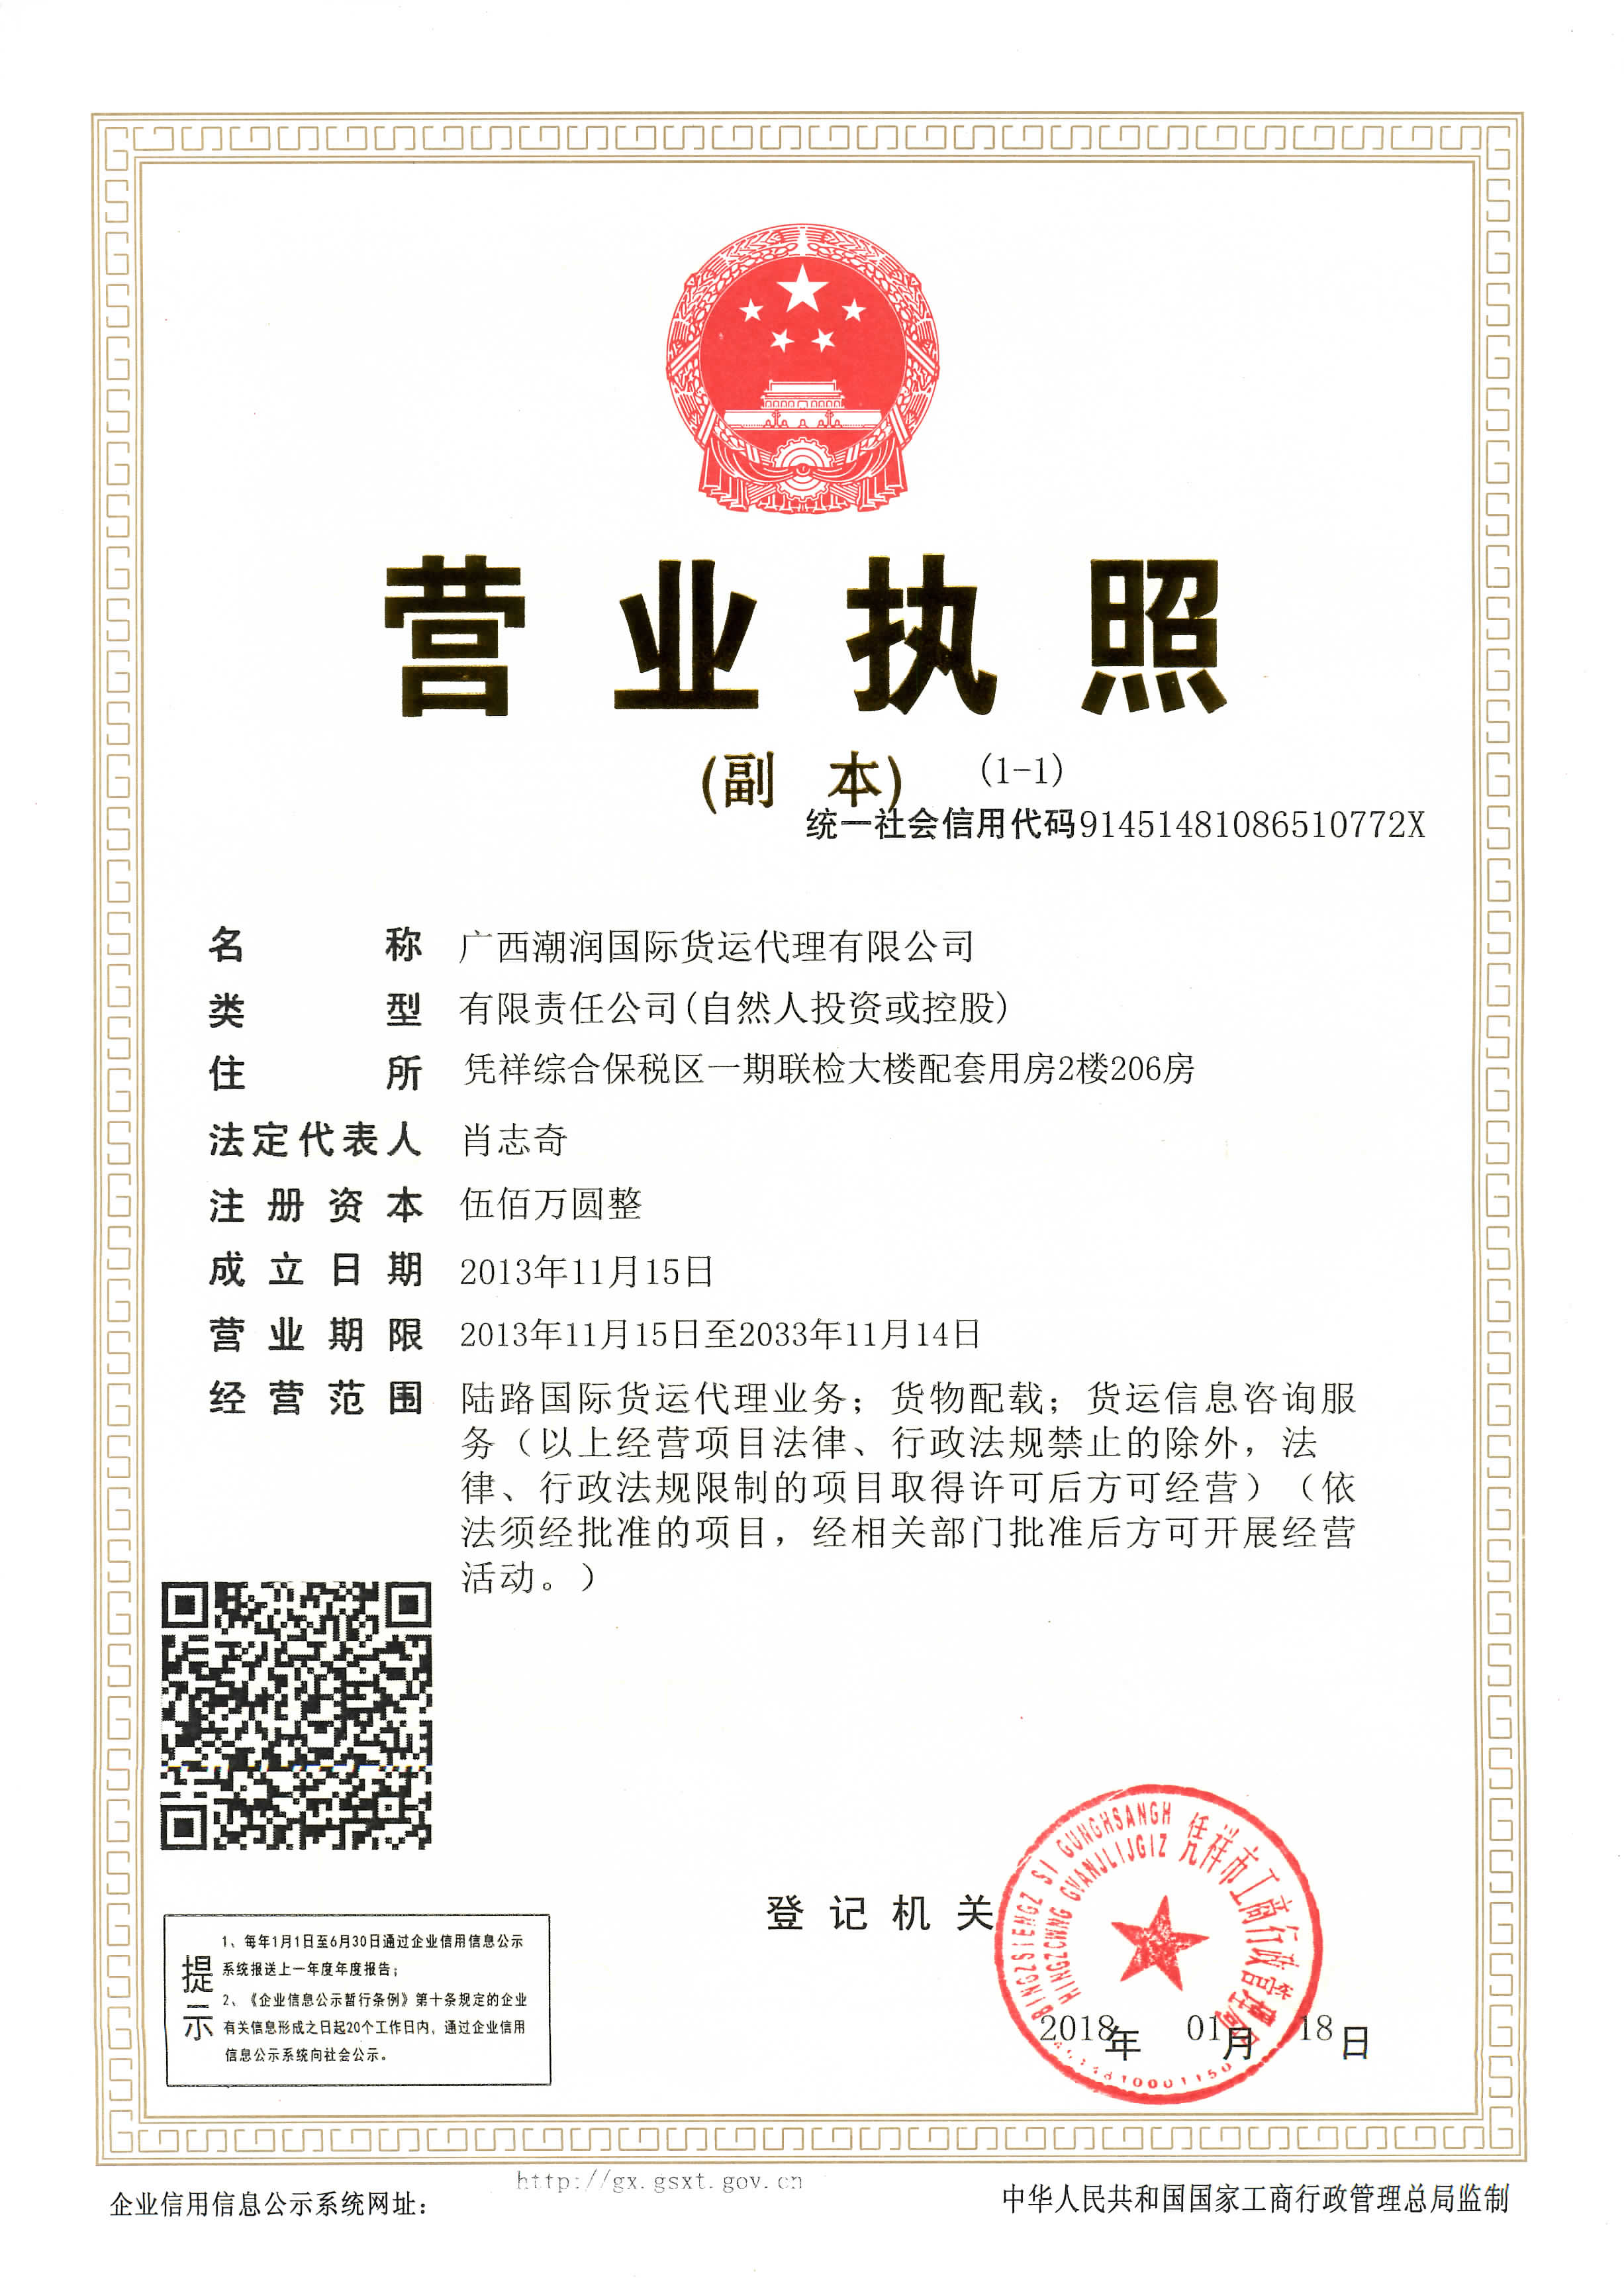 营业执照
(副 本) (1-1)
统一社会信用代码91451481086510772X
名 称 广西潮润国际货运代理有限公司
类 型 有限责任公司(自然人投资或控股)
住 所 凭祥综合保税区一期联检大楼配套用房2楼206房
法定代表人 肖志奇
注册资本 伍佰万圆整
成立日期 2013年11月15日
营业期限 2013年11月15日至2033年11月14日
经营范围 陆路国际货运代理业务；货物配载；货运信息咨询服
务（以上经营项目法律、行政法规禁止的除外，法
律、行政法规限制的项目取得许可后方可经营）（依
法须经批准的项目，经相关部门批准后方可开展经营
活动。）
登记机关
BINGZSIENGZ SI GUNGHSANGH
HINGZCWNG GVANJLIJGIZ
凭祥市工商行政管理局
2018年 01月 18日
提示
1、每年1月1日至6月30日通过企业信用信息公示
系统报送上一年度年度报告；
2、《企业信息公示暂行条例》第十条规定的企业
有关信息形成之日起20个工作日内，通过企业信用
信息公示系统向社会公示。
企业信用信息公示系统网址： http://gx.gsxt.gov.cn
中华人民共和国国家工商行政管理总局监制